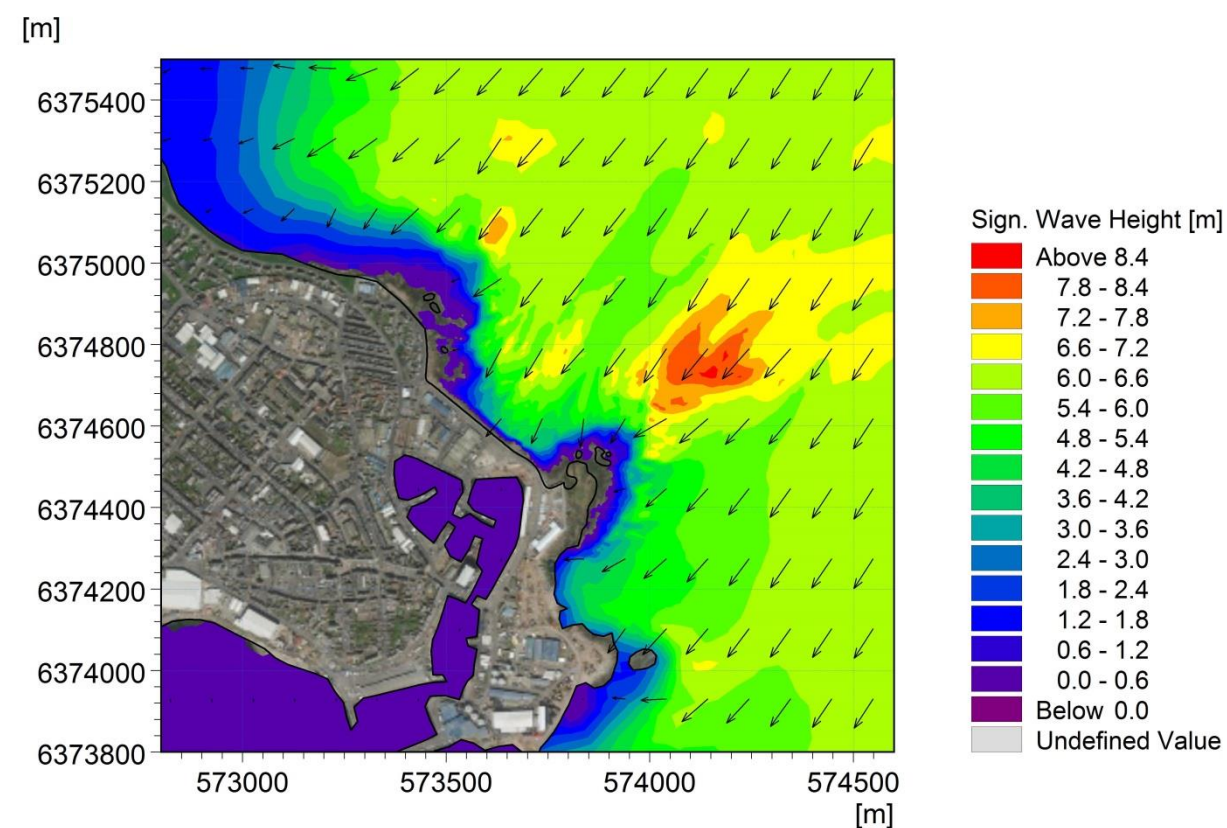 [m]
6375400
6375200
6375000
6374800
6374600
6374400
6374200
6374000
6373800
573000
573500
574000
574500
[m]
Sign. Wave Height [m]
Above 8.4
7.8 - 8.4
7.2 - 7.8
6.6 - 7.2
6.0 - 6.6
5.4 - 6.0
4.8 - 5.4
4.2 - 4.8
3.6 - 4.2
3.0 - 3.6
2.4 - 3.0
1.8 - 2.4
1.2 - 1.8
0.6 - 1.2
0.0 - 0.6
Below 0.0
Undefined Value